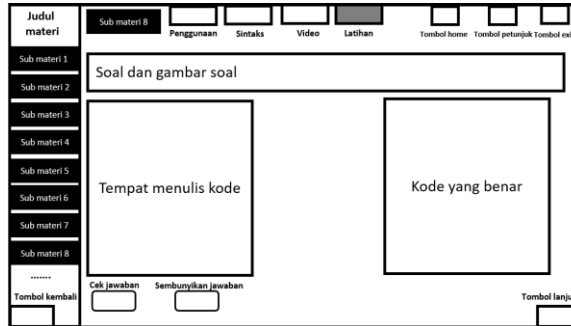 Judul
materi
Sub materi 8
Penggunaan
Sintaks
Video
Latihan
Tombol home
Tombol petunjuk
Tombol exi
Sub materi 1
Sub materi 2
Sub materi 3
Sub materi 4
Sub materi 5
Sub materi 6
Sub materi 7
Sub materi 8
.......
Tombol kembali
Soal dan gambar soal
Tempat menulis kode
Kode yang benar
Cek jawaban
Sembunyikan jawaban
Tombol lanju